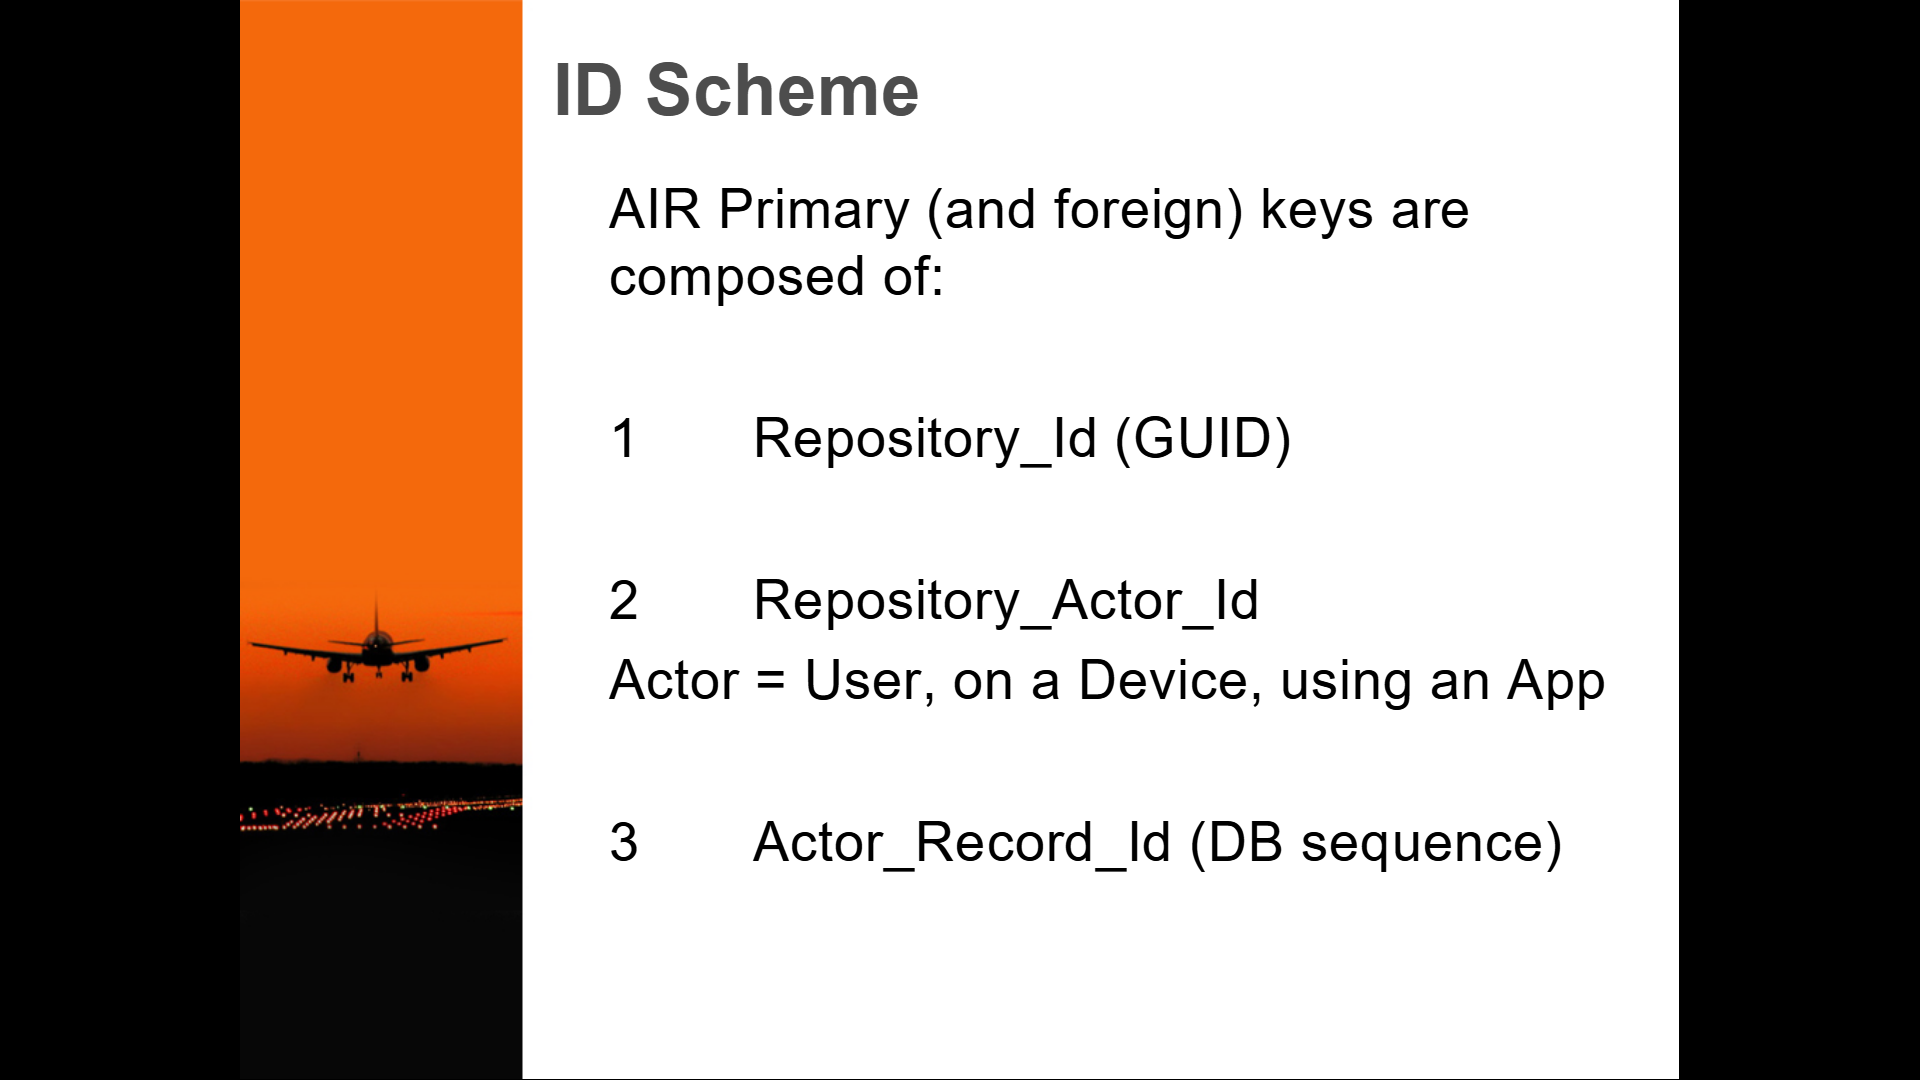 ID Scheme
AIR Primary (and foreign) keys are
composed of:
1 Repository_Id (GUID)
2 Repository_Actor_Id
Actor = User, on a Device, using an App
3 Actor_Record_Id (DB sequence)